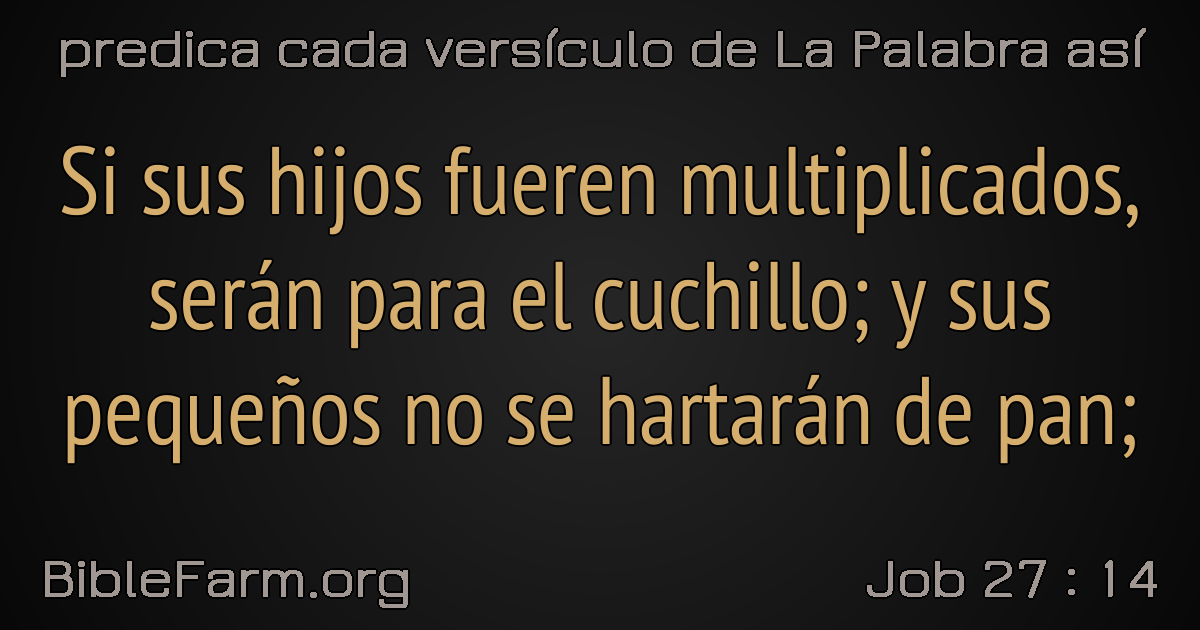 predica cada versículo de La Palabra así
Si sus hijos fueren multiplicados,
serán para el cuchillo; y sus
pequeños no se hartarán de pan;
BibleFarm.org
Job 27 : 14